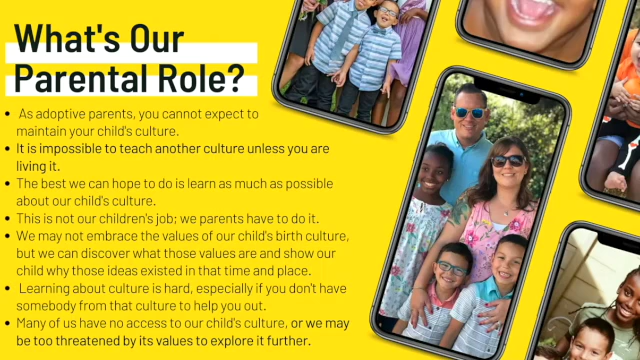 What's Our
Parental Role?
As adoptive parents, you cannot expect to
maintain your child's culture.
It is impossible to teach another culture unless you are
living it.
The best we can hope to do is learn as much as possible
about our child's culture.
This is not our children's job; we parents have to do it.
We may not embrace the values of our child's birth culture,
but we can discover what those values are and show our
child why those ideas existed in that time and place.
Learning about culture is hard, especially if you don't have
somebody from that culture to help you out.
Many of us have no access to our child's culture, or we may
be too threatened by its values to explore it further.